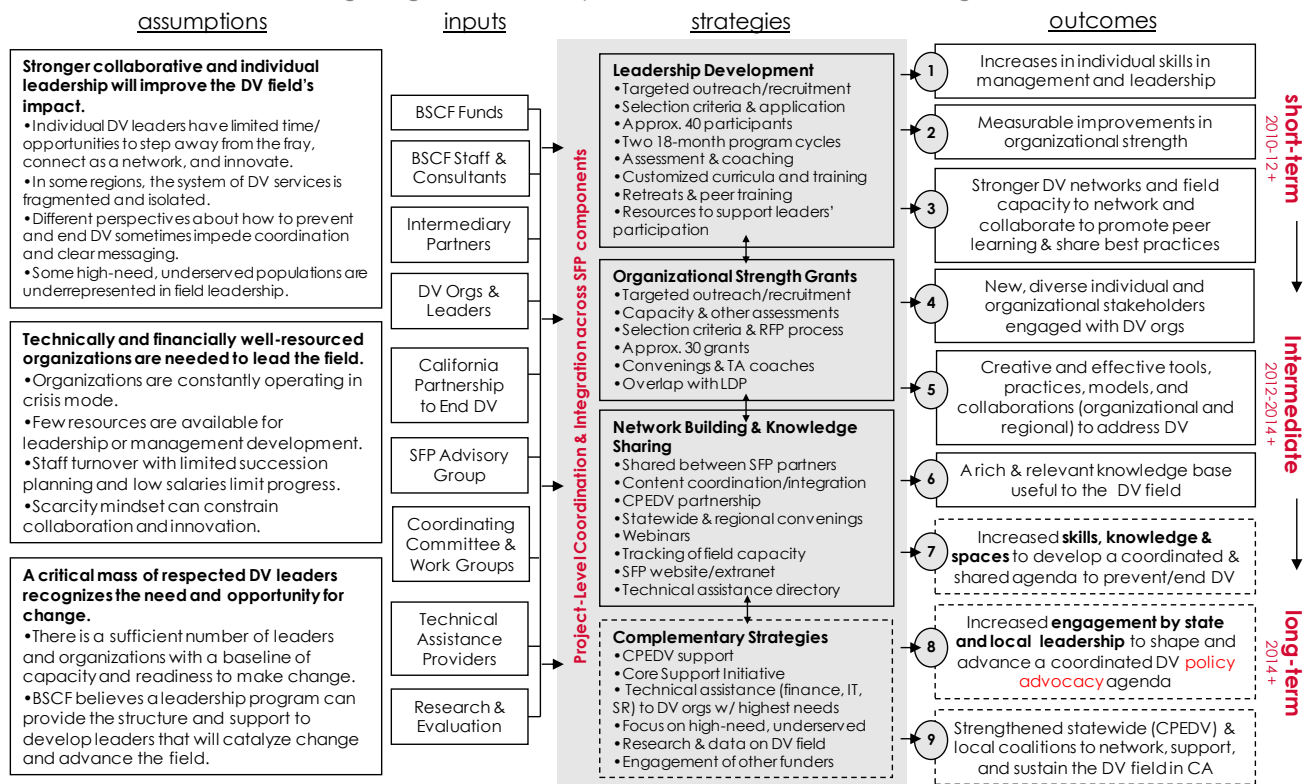 assumptions
Stronger collaborative and individual
leadership will improve the DV field's
impact.
•Individual DV leaders have limited time/
opportunities to step away from the fray,
connect as a network, and innovate.
•In some regions, the system of DV services is
fragmented and isolated.
•Different perspectives about how to prevent
and end DV sometimes impede coordination
and clear messaging.
•Some high-need, underserved populations are
underrepresented in field leadership.
Technically and financially well-resourced
organizations are needed to lead the field.
•Organizations are constantly operating in
crisis mode.
•Few resources are available for
leadership or management development.
•Staff turnover with limited succession
planning and low salaries limit progress.
•Scarcity mindset can constrain
collaboration and innovation.
A critical mass of respected DV leaders
recognizes the need and opportunity for
change.
•There is a sufficient number of leaders
and organizations with a baseline of
capacity and readiness to make change.
•BSCF believes a leadership program can
provide the structure and support to
develop leaders that will catalyze change
and advance the field.
inputs
BSCF Funds
BSCF Staff &
Consultants
Intermediary
Partners
DV Orgs &
Leaders
California
Partnership
to End DV
SFP Advisory
Group
Coordinating
Committee &
Work Groups
Technical
Assistance
Providers
Research &
Evaluation
strategies
Project-Level Coordination & Integration across SFP components
Leadership Development
•Targeted outreach/recruitment
•Selection criteria & application
•Approx. 40 participants
•Two 18-month program cycles
•Assessment & coaching
•Customized curricula and training
•Retreats & peer training
•Resources to support leaders'
participation
Organizational Strength Grants
•Targeted outreach/recruitment
•Capacity & other assessments
•Selection criteria & RFP process
•Approx. 30 grants
•Convenings & TA coaches
•Overlap with LDP
Network Building & Knowledge
Sharing
•Shared between SFP partners
•Content coordination/integration
•CPEDV partnership
•Statewide & regional convenings
•Webinars
•Tracking of field capacity
•SFP website/extranet
•Technical assistance directory
Complementary Strategies
•CPEDV support
•Core Support Initiative
•Technical assistance (finance, IT,
SR) to DV orgs w/ highest needs
•Focus on high-need, underserved
•Research & data on DV field
•Engagement of other funders
outcomes
1
Increases in individual skills in
management and leadership
2
Measurable improvements in
organizational strength
3
Stronger DV networks and field
capacity to network and
collaborate to promote peer
learning & share best practices
4
New, diverse individual and
organizational stakeholders
engaged with DV orgs
5
Creative and effective tools,
practices, models, and
collaborations (organizational and
regional) to address DV
6
A rich & relevant knowledge base
useful to the DV field
7
Increased skills, knowledge &
spaces to develop a coordinated &
shared agenda to prevent/end DV
8
Increased engagement by state
and local leadership to shape and
advance a coordinated DV policy
advocacy agenda
9
Strengthened statewide (CPEDV) &
local coalitions to network, support,
and sustain the DV field in CA
short-term
2010-12 +
Intermediate
2012-2014 +
long-term
2014 +